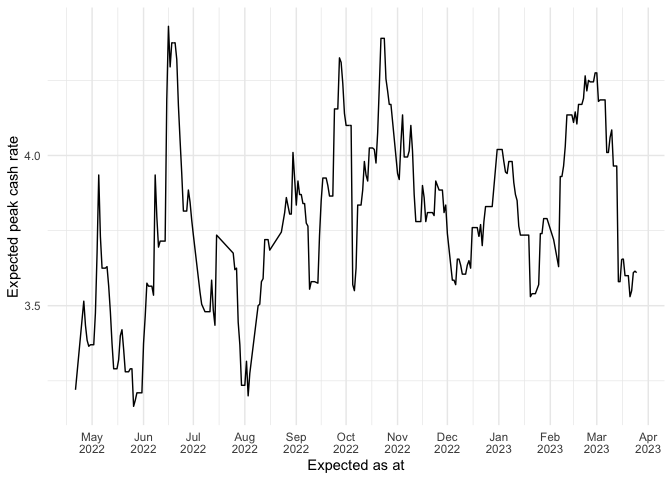 Expected peak cash rate
4.0
3.5
May Jun Jul Aug Sep Oct Nov Dec Jan Feb Mar Apr
2022 2022 2022 2022 2022 2022 2022 2022 2023 2023 2023 2023
Expected as at